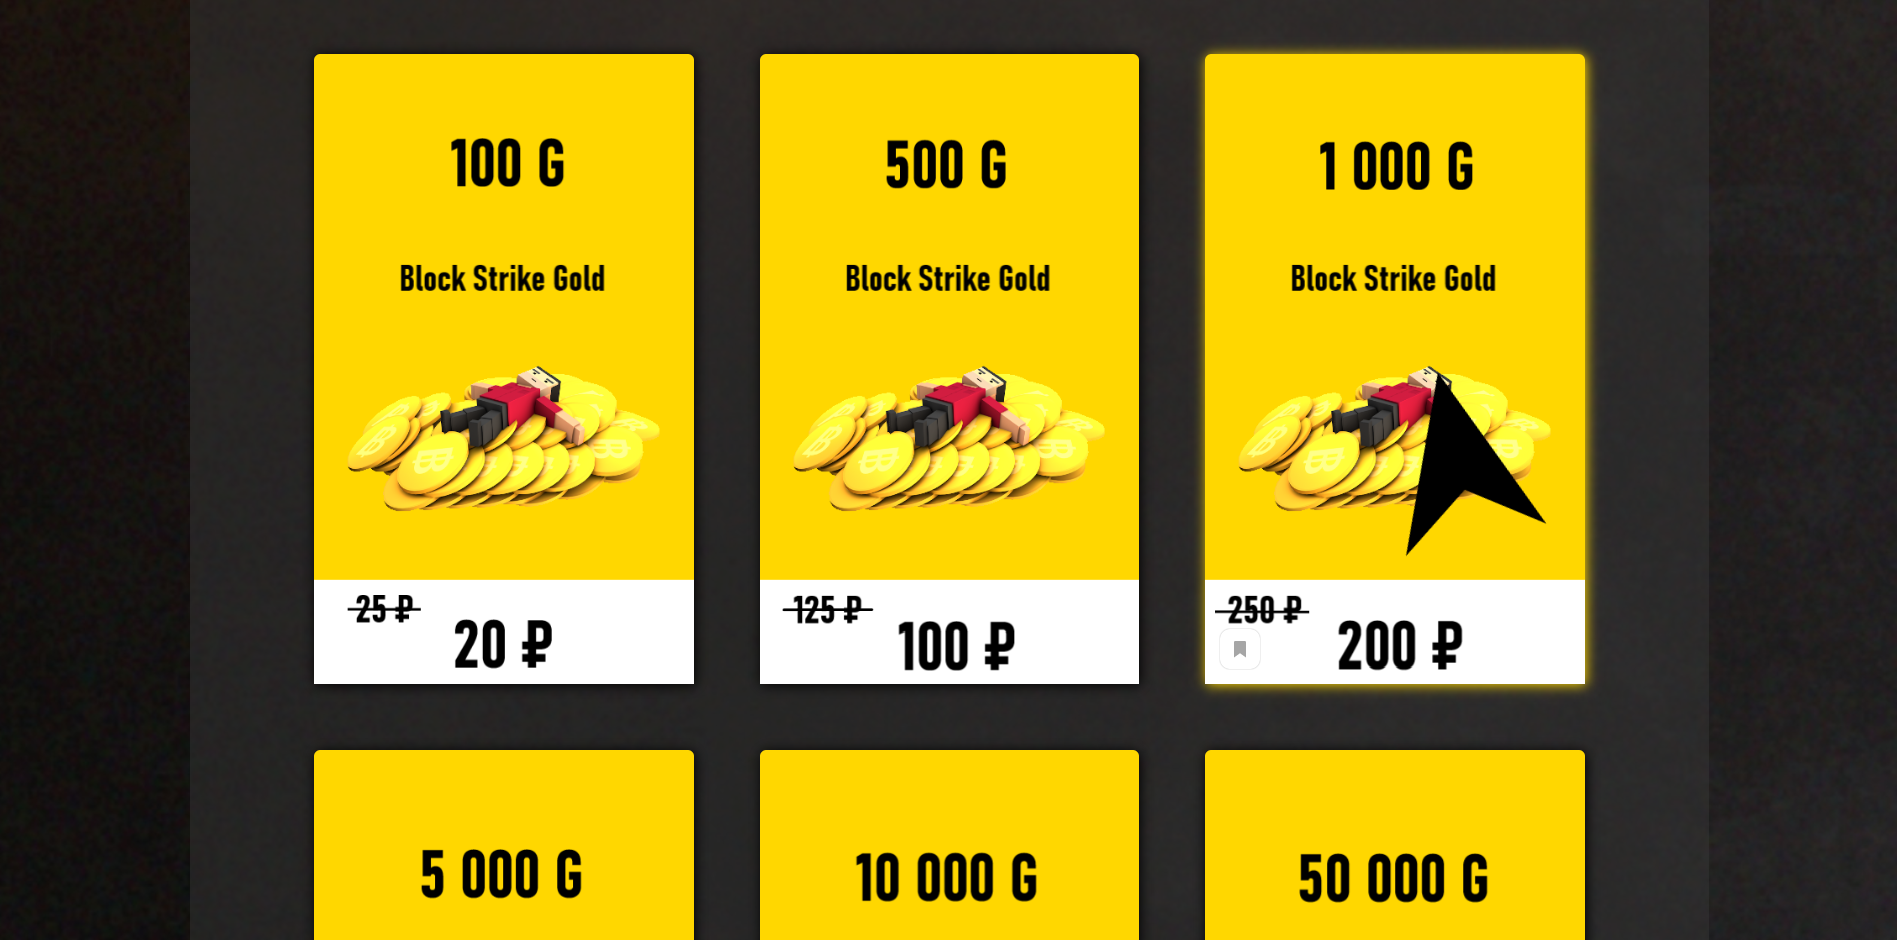 100 G
Block Strike Gold
25 ₽
20 ₽
500 G
Block Strike Gold
125 ₽
100 ₽
1 000 G
Block Strike Gold
250 ₽
200 ₽
5 000 G
10 000 G
50 000 G